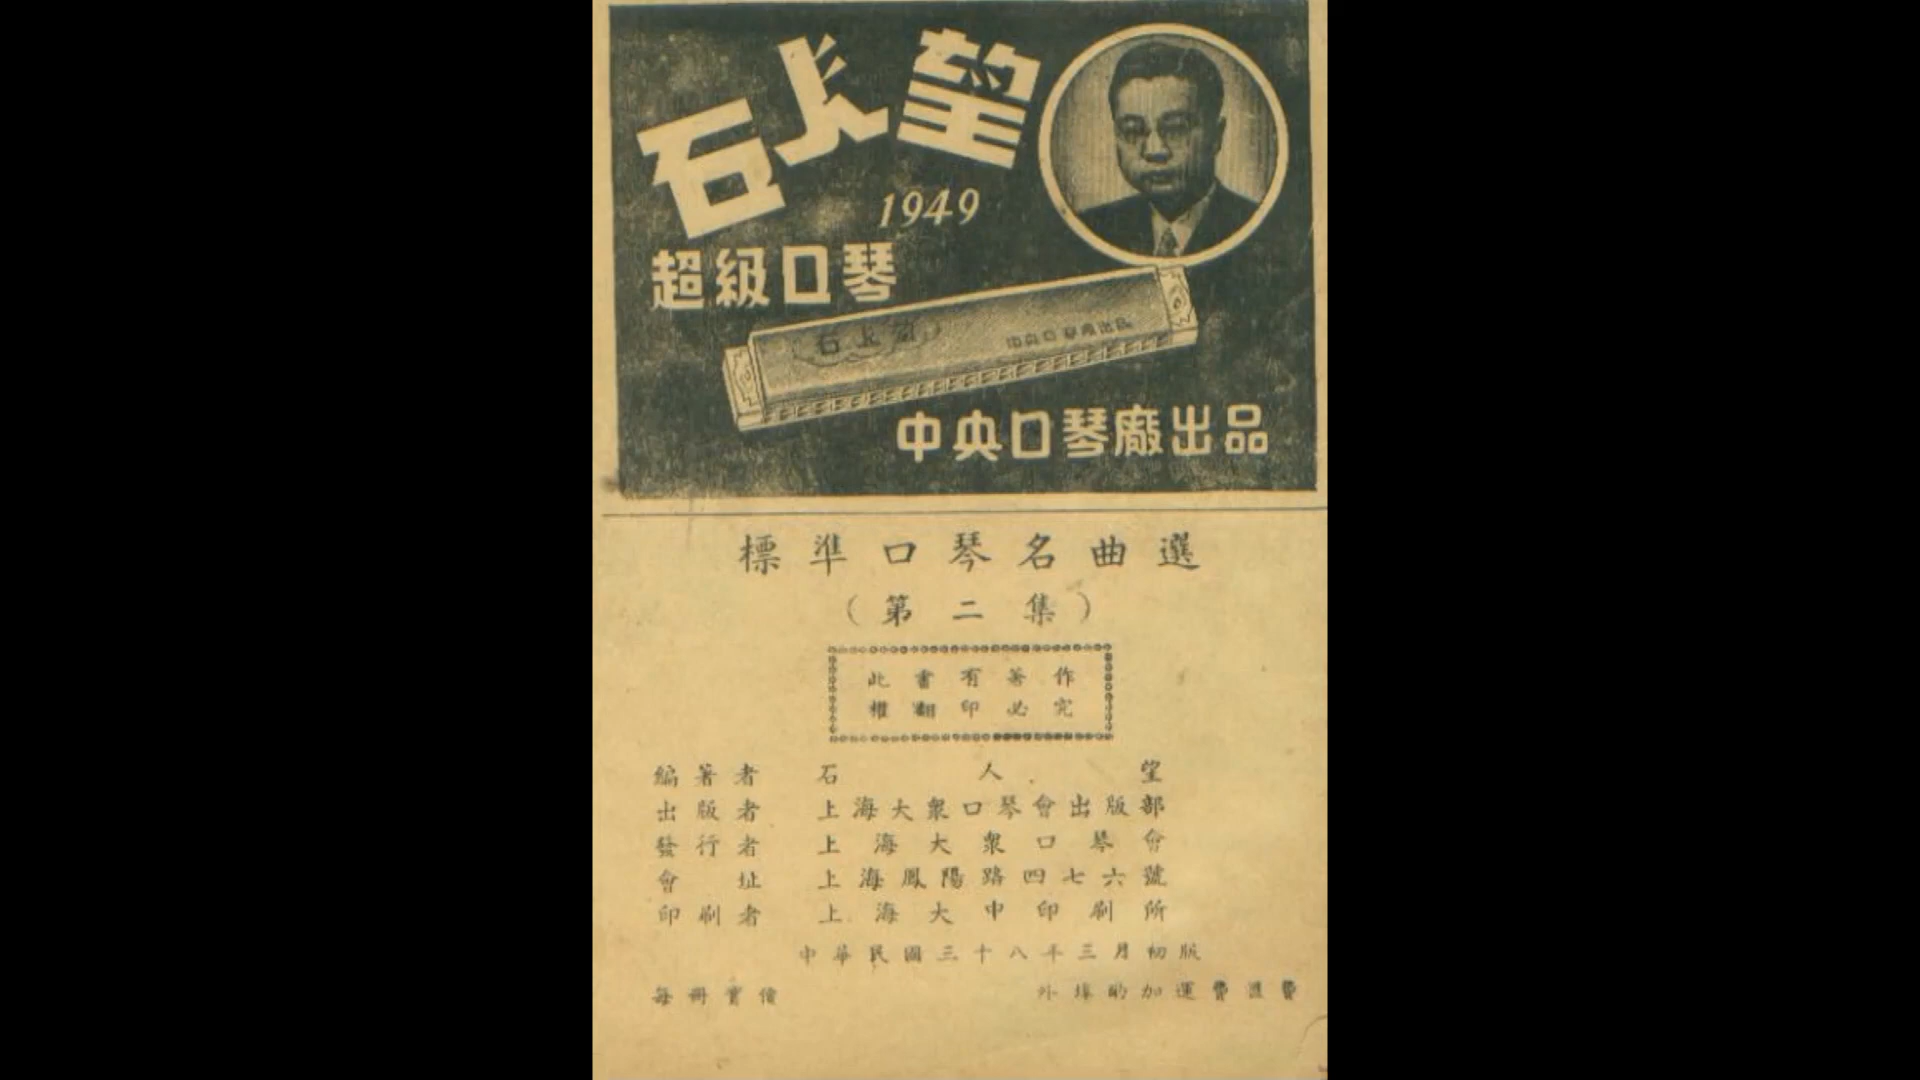 石人望
1949
超級口琴
石人望
中央口琴廠出品
中央口琴廠出品
標準口琴名曲選
(第二集)
此書有著作
權翻印必究
編著者 石人望
出版者 上海大衆口琴會出版部
發行者 上海大衆口琴會
會址 上海鳳陽路四七六號
印刷者 上海大中印刷所
中華民國三十八年三月初版
每冊實價 外埠酌加運費滙費